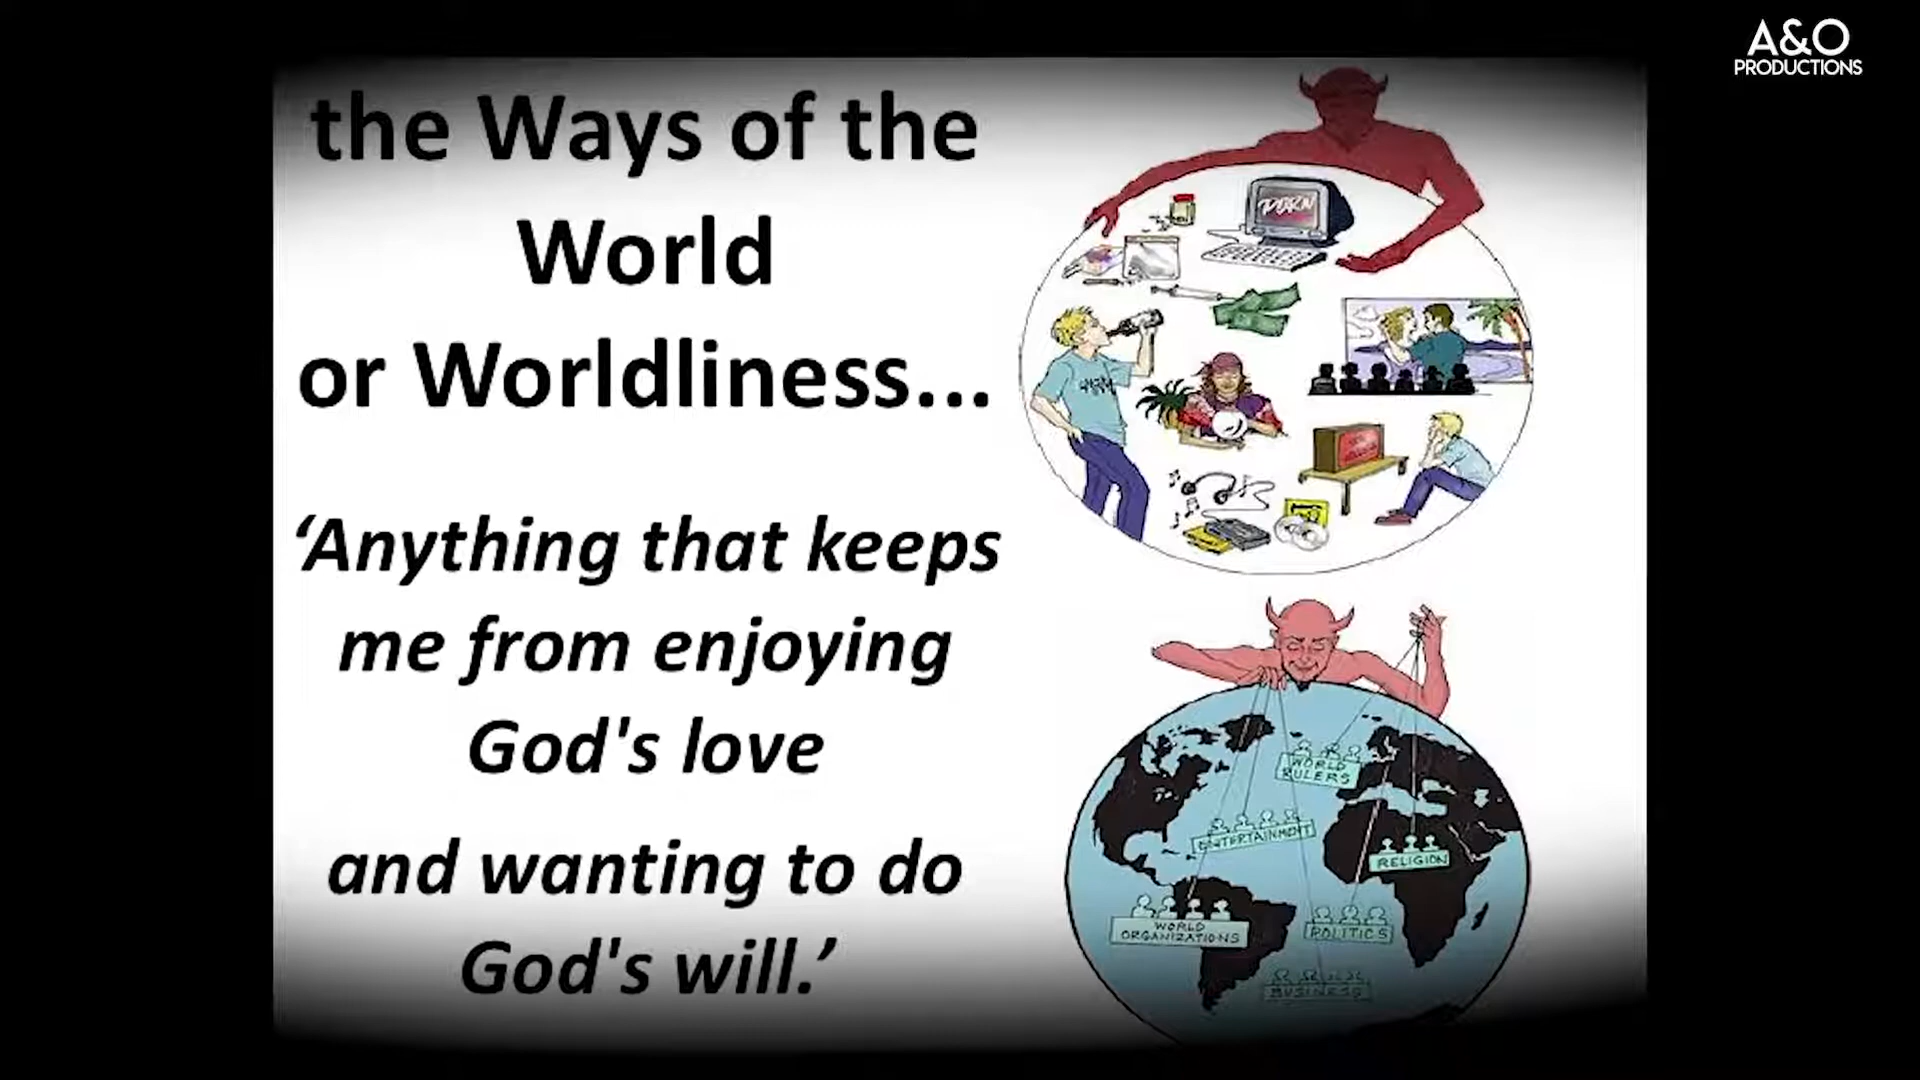 A&O
PRODUCTIONS
the Ways of the
World
or Worldliness...
‘Anything that keeps
me from enjoying
God's love
and wanting to do
God's will.’
PORN
WORLD
RULERS
ENTERTAINMENT
RELIGION
WORLD
ORGANIZATIONS
POLITICS
BUSINESS